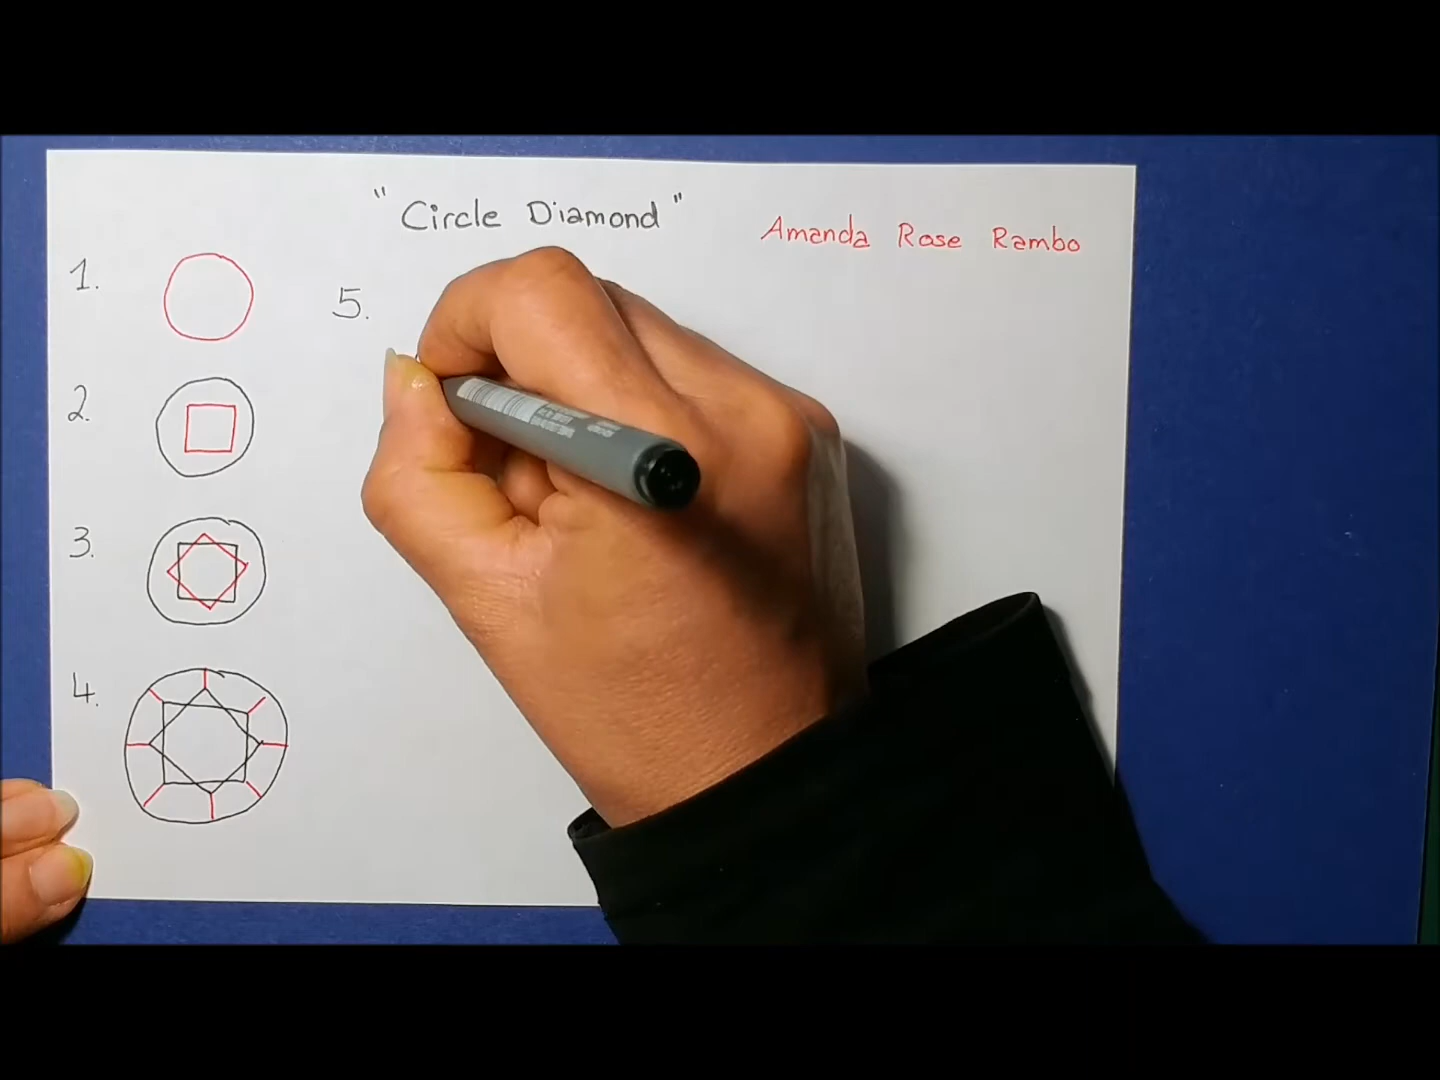 "Circle Diamond"
Amanda Rose Rambo
1.
2.
3.
4.
5.